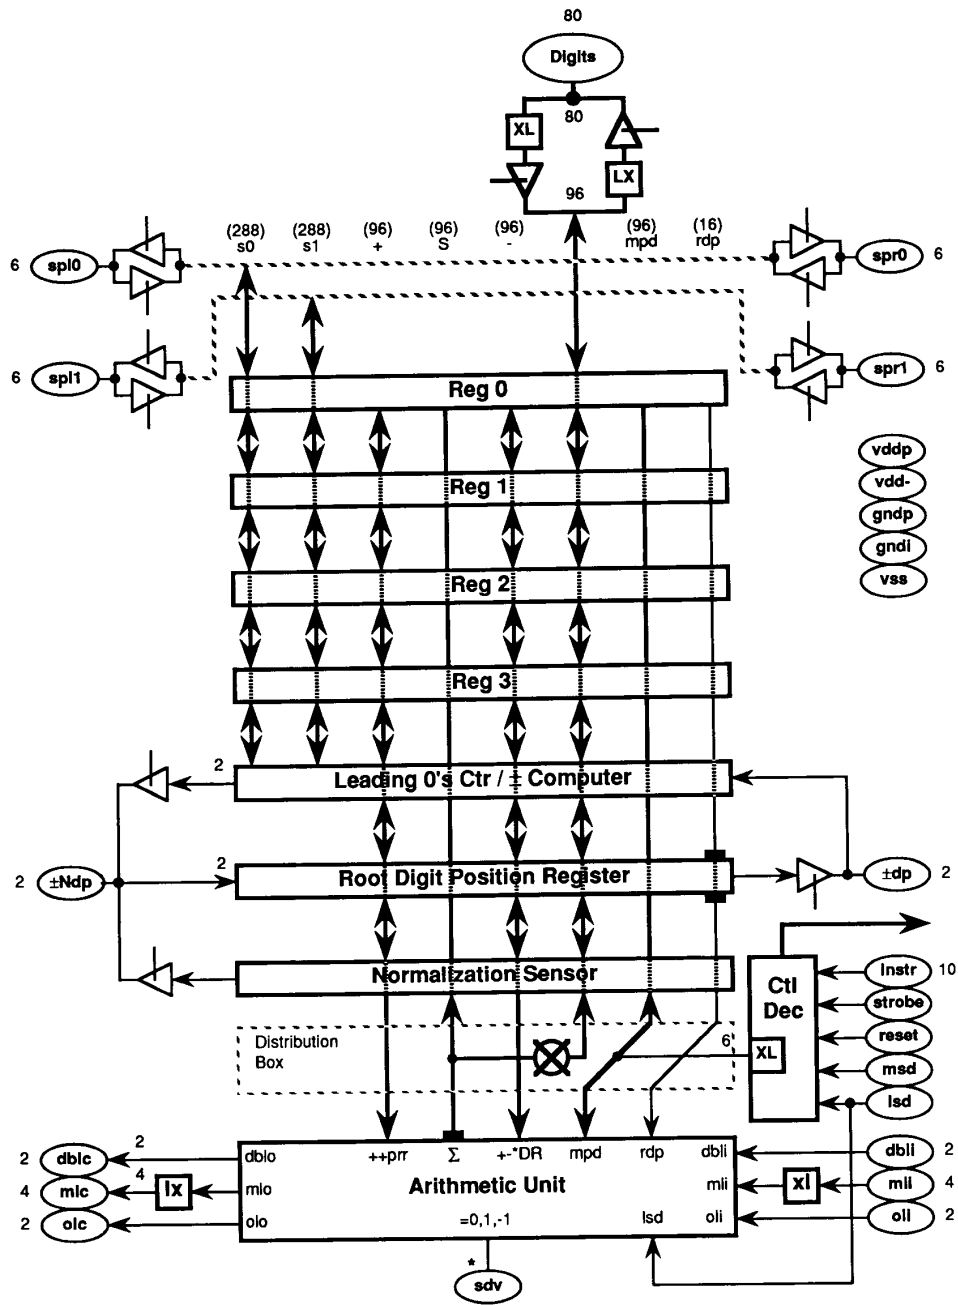 80
Digits
80
XL
LX
96
(288) (288) (96) (96) (96) (96) (16)
s0 s1 + S - mpd rdp
6 spl0
spr0 6
6 spl1
spr1 6
Reg 0
vddp
vdd-
gndp
gndi
vss
Reg 1
Reg 2
Reg 3
2
Leading 0's Ctr / ± Computer
2 ±Ndp
2
Root Digit Position Register
±dp 2
Normalization Sensor
Ctl
Dec
XL
Instr 10
strobe
reset
msd
lsd
Distribution
Box
6
2 dblc
2
dblo
++prr Σ +-*DR mpd rdp dbli
dbli 2
4 mlc
4
lx
mlo
Arithmetic Unit
mli
xl
mli 4
2 olc
olo
=0,1,-1
lsd
oli
oli 2
*
sdv